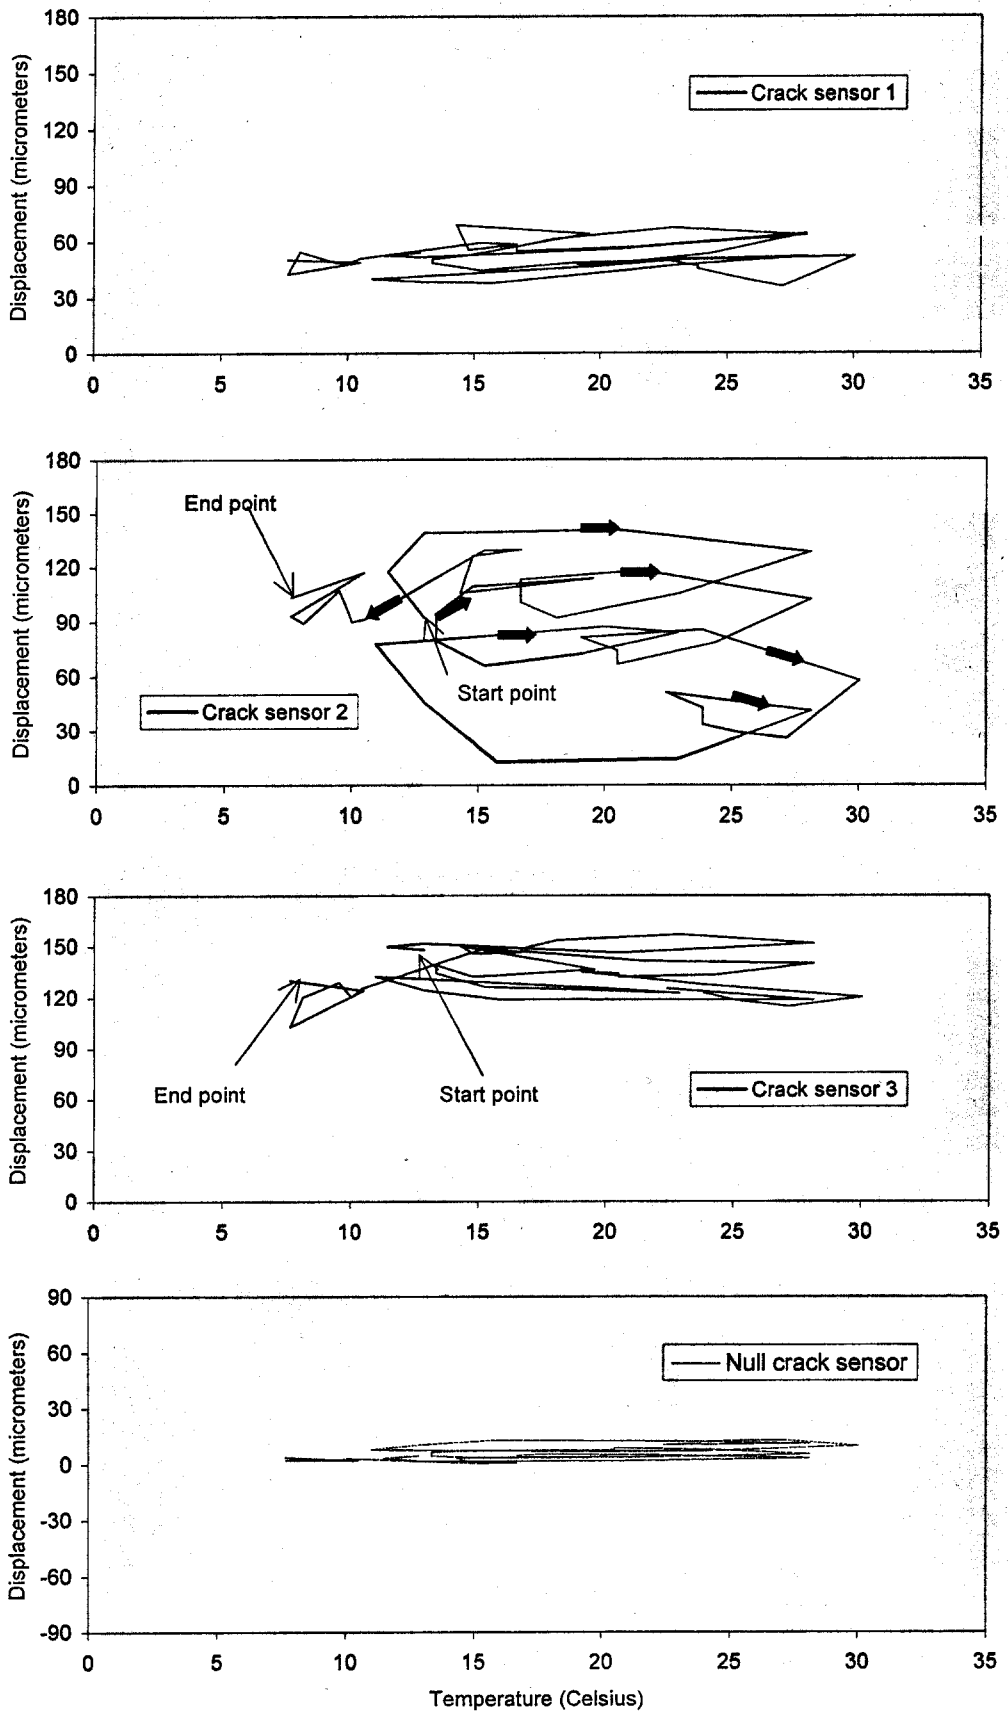 180
150
120
90
60
30
0
Displacement (micrometers)
Crack sensor 1
0 5 10 15 20 25 30 35
180
150
120
90
60
30
0
Displacement (micrometers)
End point
Start point
Crack sensor 2
0 5 10 15 20 25 30 35
180
150
120
90
60
30
0
Displacement (micrometers)
End point
Start point
Crack sensor 3
0 5 10 15 20 25 30 35
90
60
30
0
-30
-60
-90
Displacement (micrometers)
Null crack sensor
0 5 10 15 20 25 30 35
Temperature (Celsius)